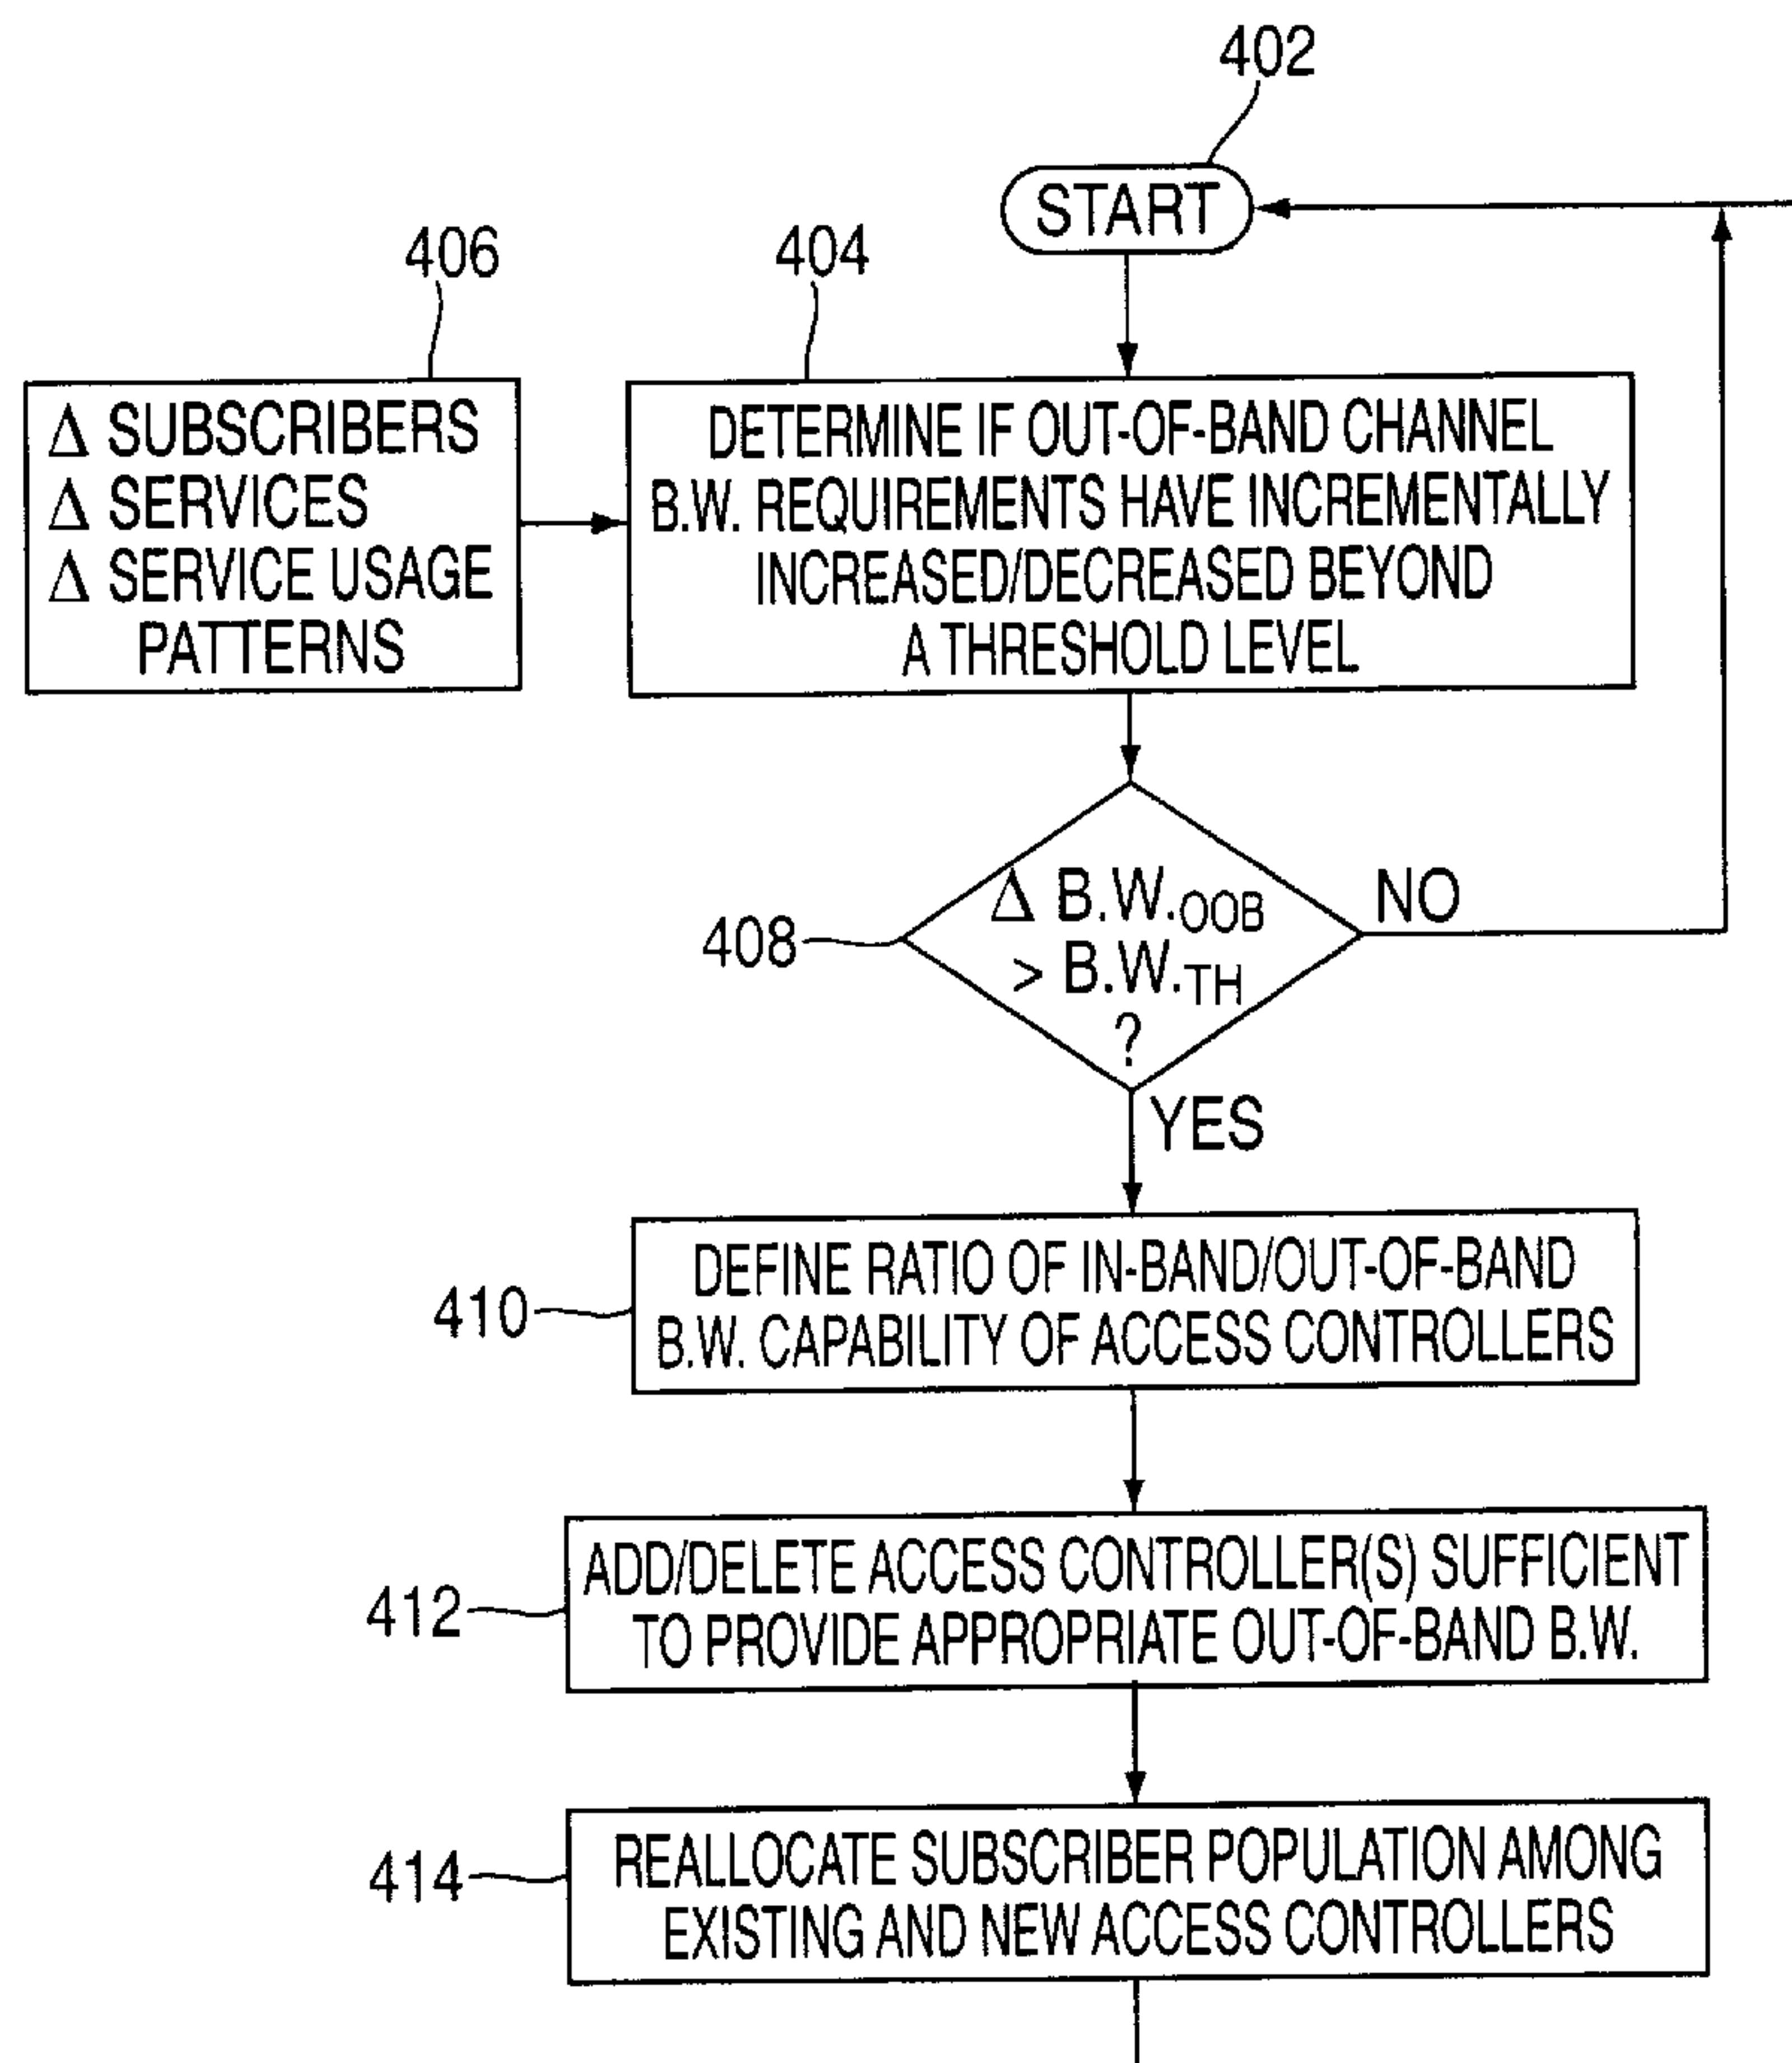 402
START
406
404
Δ SUBSCRIBERS
Δ SERVICES
Δ SERVICE USAGE
PATTERNS
DETERMINE IF OUT-OF-BAND CHANNEL
B.W. REQUIREMENTS HAVE INCREMENTALLY
INCREASED/DECREASED BEYOND
A THRESHOLD LEVEL
408
Δ B.W.OOB
> B.W.TH
?
NO
YES
410
DEFINE RATIO OF IN-BAND/OUT-OF-BAND
B.W. CAPABILITY OF ACCESS CONTROLLERS
412
ADD/DELETE ACCESS CONTROLLER(S) SUFFICIENT
TO PROVIDE APPROPRIATE OUT-OF-BAND B.W.
414
REALLOCATE SUBSCRIBER POPULATION AMONG
EXISTING AND NEW ACCESS CONTROLLERS